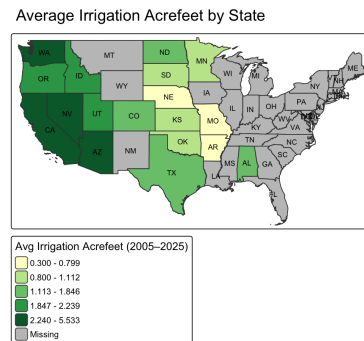 Average Irrigation Acrefeet by State
WA MT ND MN ME
OR ID WY SD WI MI NY VT NH
NV UT CO NE IA IL IN OH PA
CA KS MO KY WV VA
AZ NM OK AR TN NC
TX MS AL GA SC
LA FL
Avg Irrigation Acrefeet (2005–2025)
0.300 - 0.799
0.800 - 1.112
1.113 - 1.846
1.847 - 2.239
2.240 - 5.533
Missing